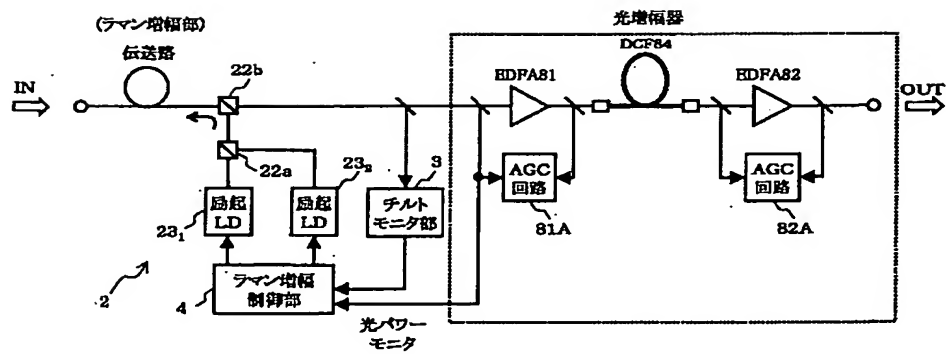 光増幅器
(ラマン増幅部)
伝送路
DCF84
EDFA81
EDFA82
IN
22b
OUT
22a
23₂
3
AGC
回路
AGC
回路
励起
LD
励起
LD
チルト
モニタ部
23₁
81A
82A
ラマン増幅
制御部
2
4
光パワー
モニタ